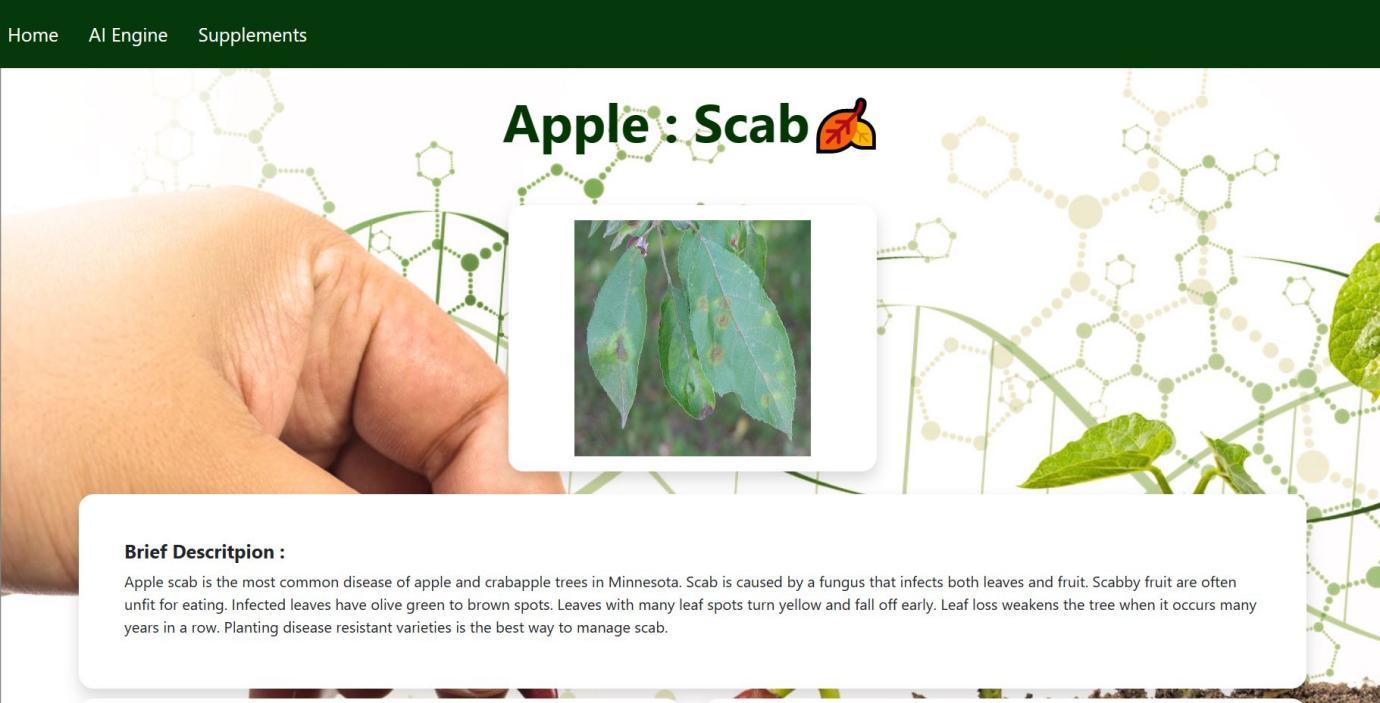 Home AI Engine Supplements
Apple : Scab
Brief Descritpion :
Apple scab is the most common disease of apple and crabapple trees in Minnesota. Scab is caused by a fungus that infects both leaves and fruit. Scabby fruit are often
unfit for eating. Infected leaves have olive green to brown spots. Leaves with many leaf spots turn yellow and fall off early. Leaf loss weakens the tree when it occurs many
years in a row. Planting disease resistant varieties is the best way to manage scab.